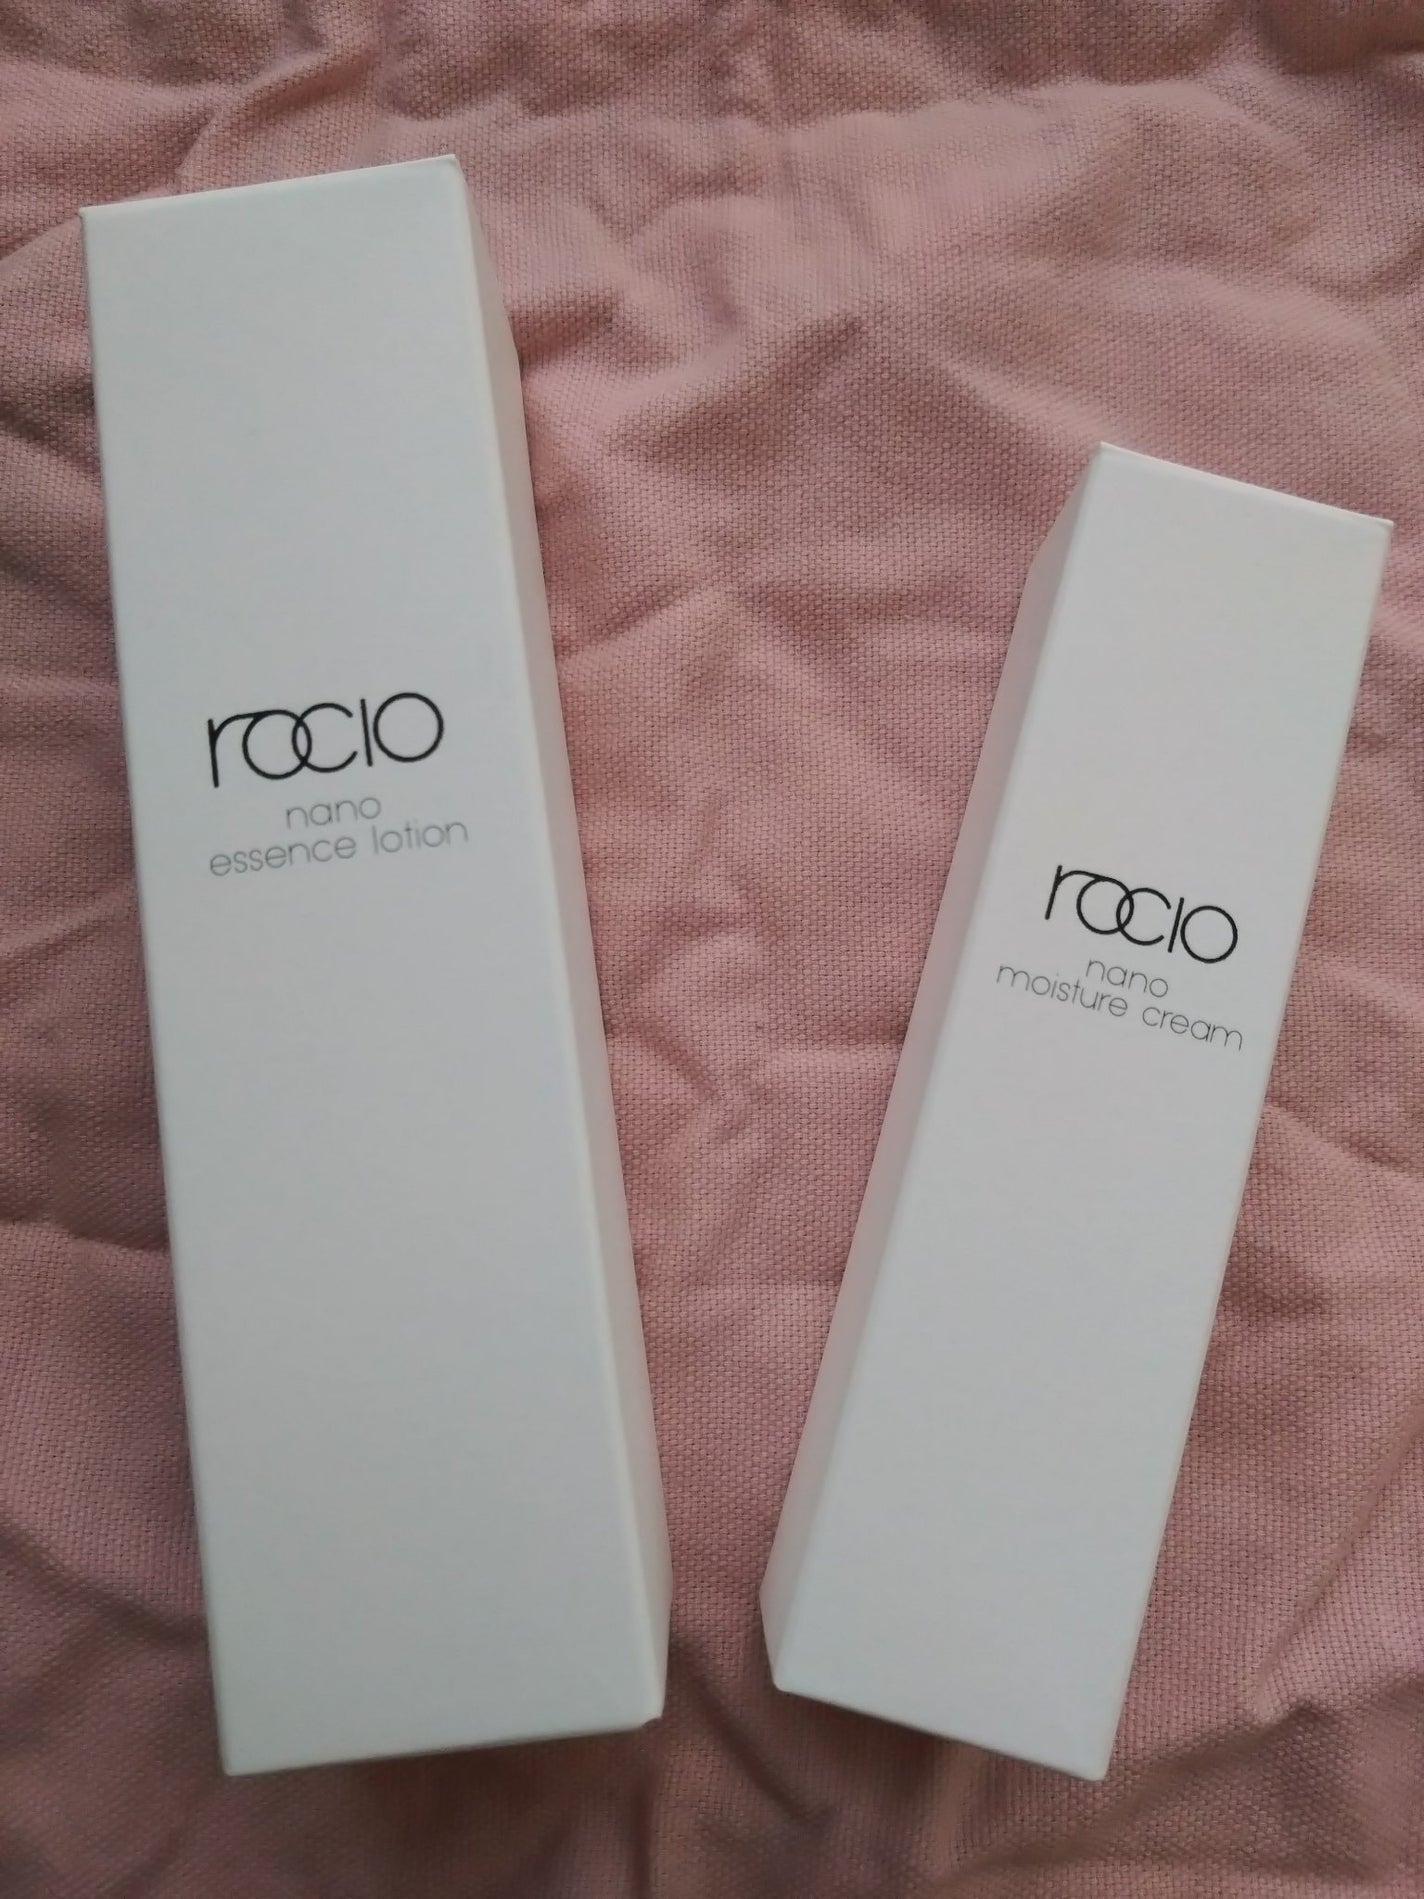 rocio
nano
essence lotion
rocio
nano
moisture cream